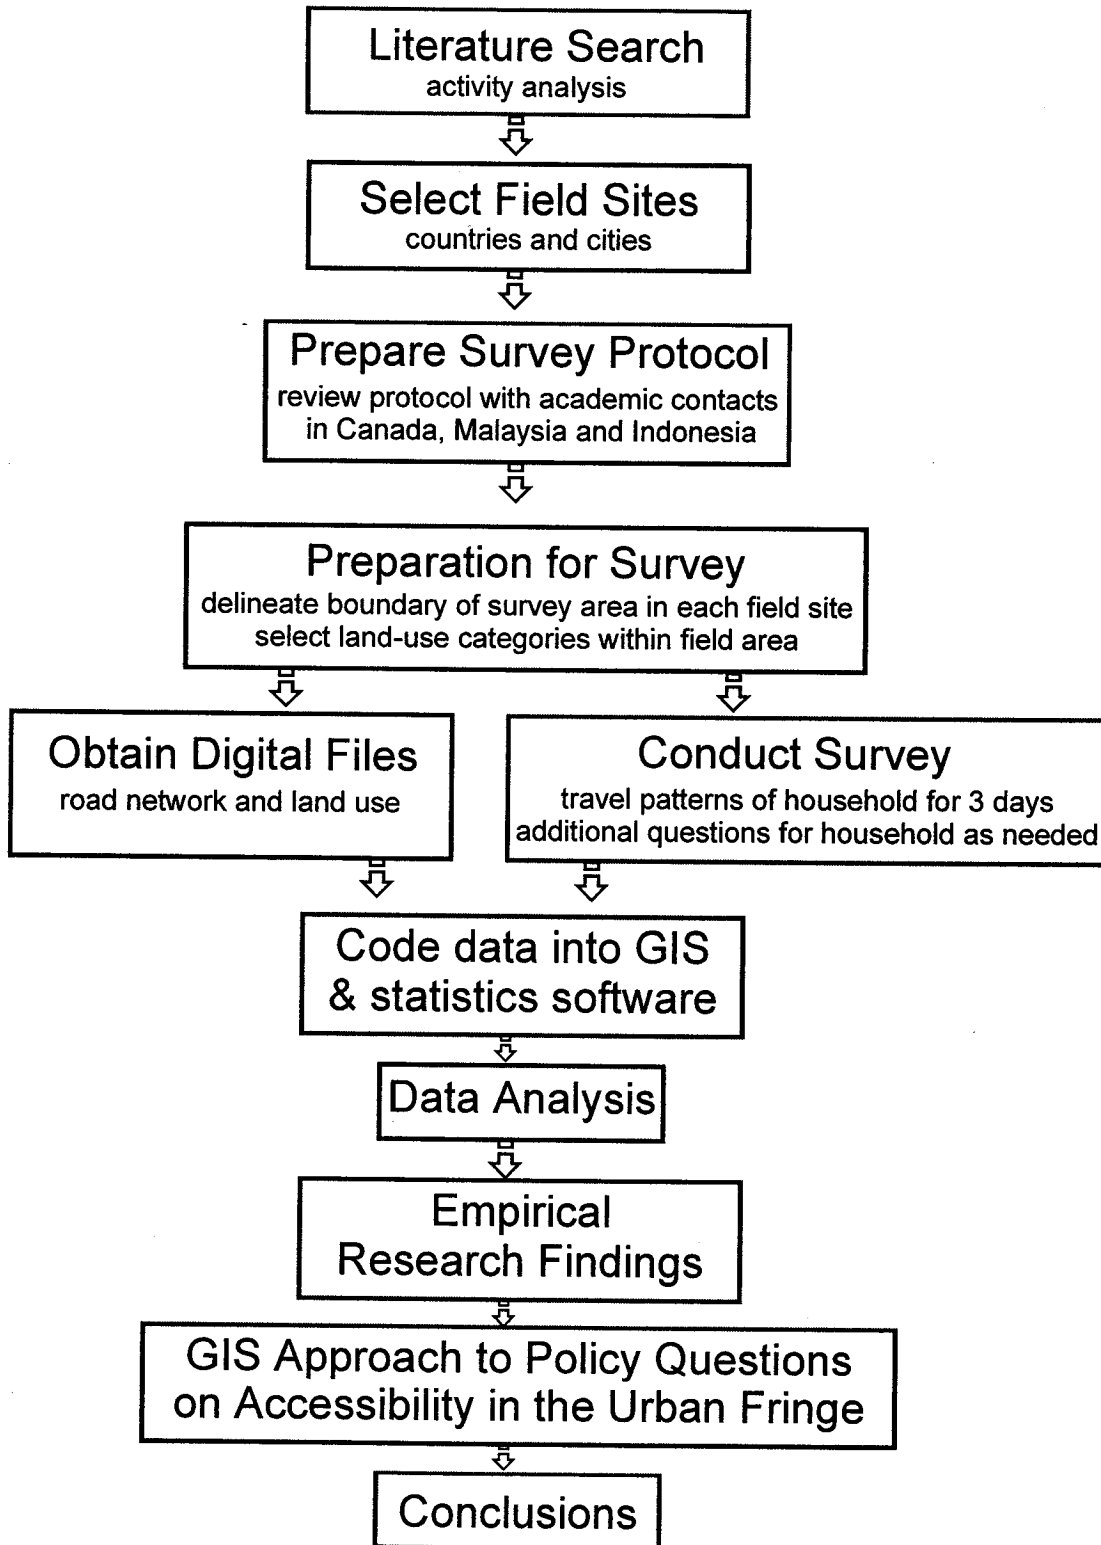 Literature Search
activity analysis
Select Field Sites
countries and cities
Prepare Survey Protocol
review protocol with academic contacts
in Canada, Malaysia and Indonesia
Preparation for Survey
delineate boundary of survey area in each field site
select land-use categories within field area
Obtain Digital Files
road network and land use
Conduct Survey
travel patterns of household for 3 days
additional questions for household as needed
Code data into GIS
& statistics software
Data Analysis
Empirical
Research Findings
GIS Approach to Policy Questions
on Accessibility in the Urban Fringe
Conclusions